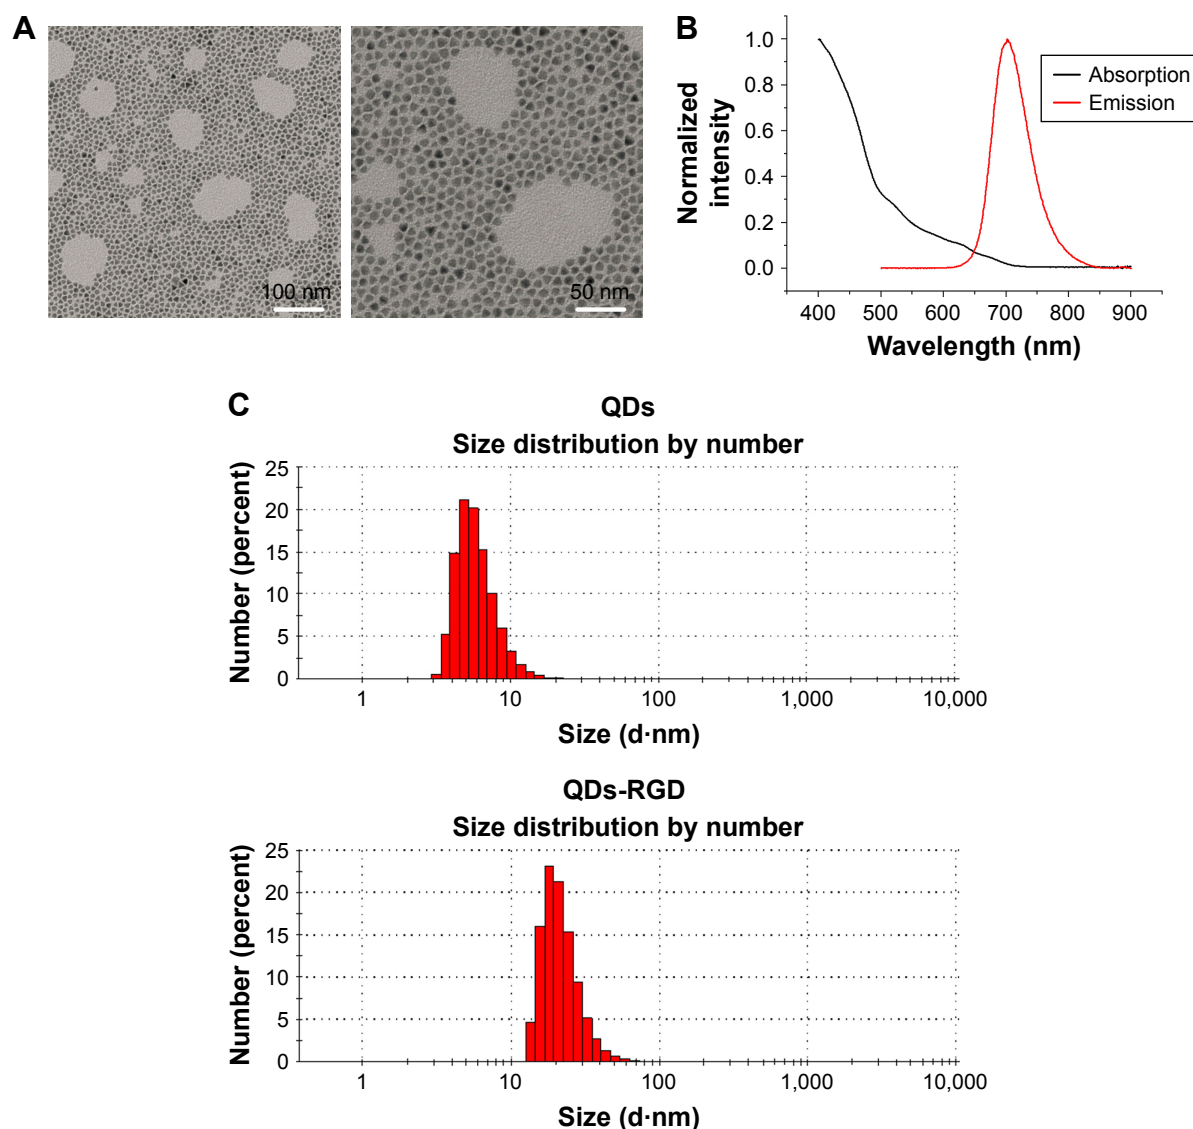 A
100 nm
50 nm
B
Normalized
intensity
1.0
0.8
0.6
0.4
0.2
0.0
Absorption
Emission
400 500 600 700 800 900
Wavelength (nm)
C
QDs
Size distribution by number
Number (percent)
25
20
15
10
5
0
1 10 100 1,000 10,000
Size (d·nm)
QDs-RGD
Size distribution by number
Number (percent)
25
20
15
10
5
0
1 10 100 1,000 10,000
Size (d·nm)